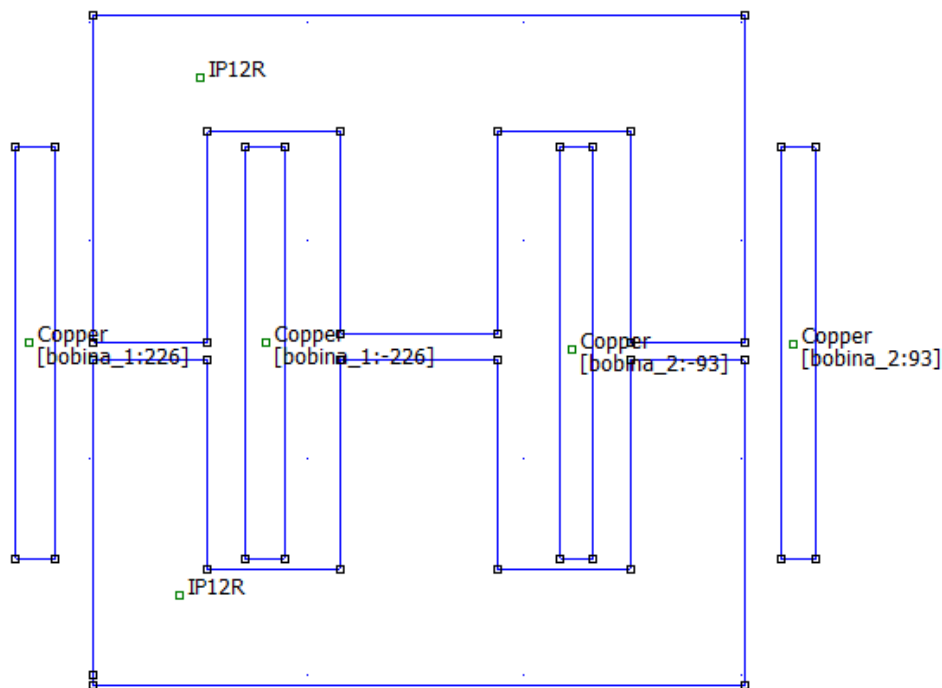 IP12R
Copper
[bobina_1:226]
Copper
[bobina_1:-226]
Copper
[bobina_2:-93]
Copper
[bobina_2:93]
IP12R